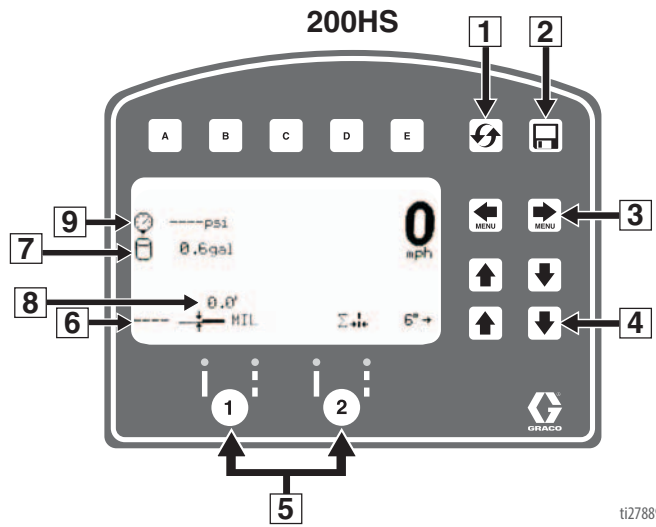 200HS
1
2
A B C D E
MENU MENU
3
9
----psi
0
mph
7
0.6gal
8
0.0'
6
---- MIL
Σ
6"→
4
1 2
GRACO
5
ti2788